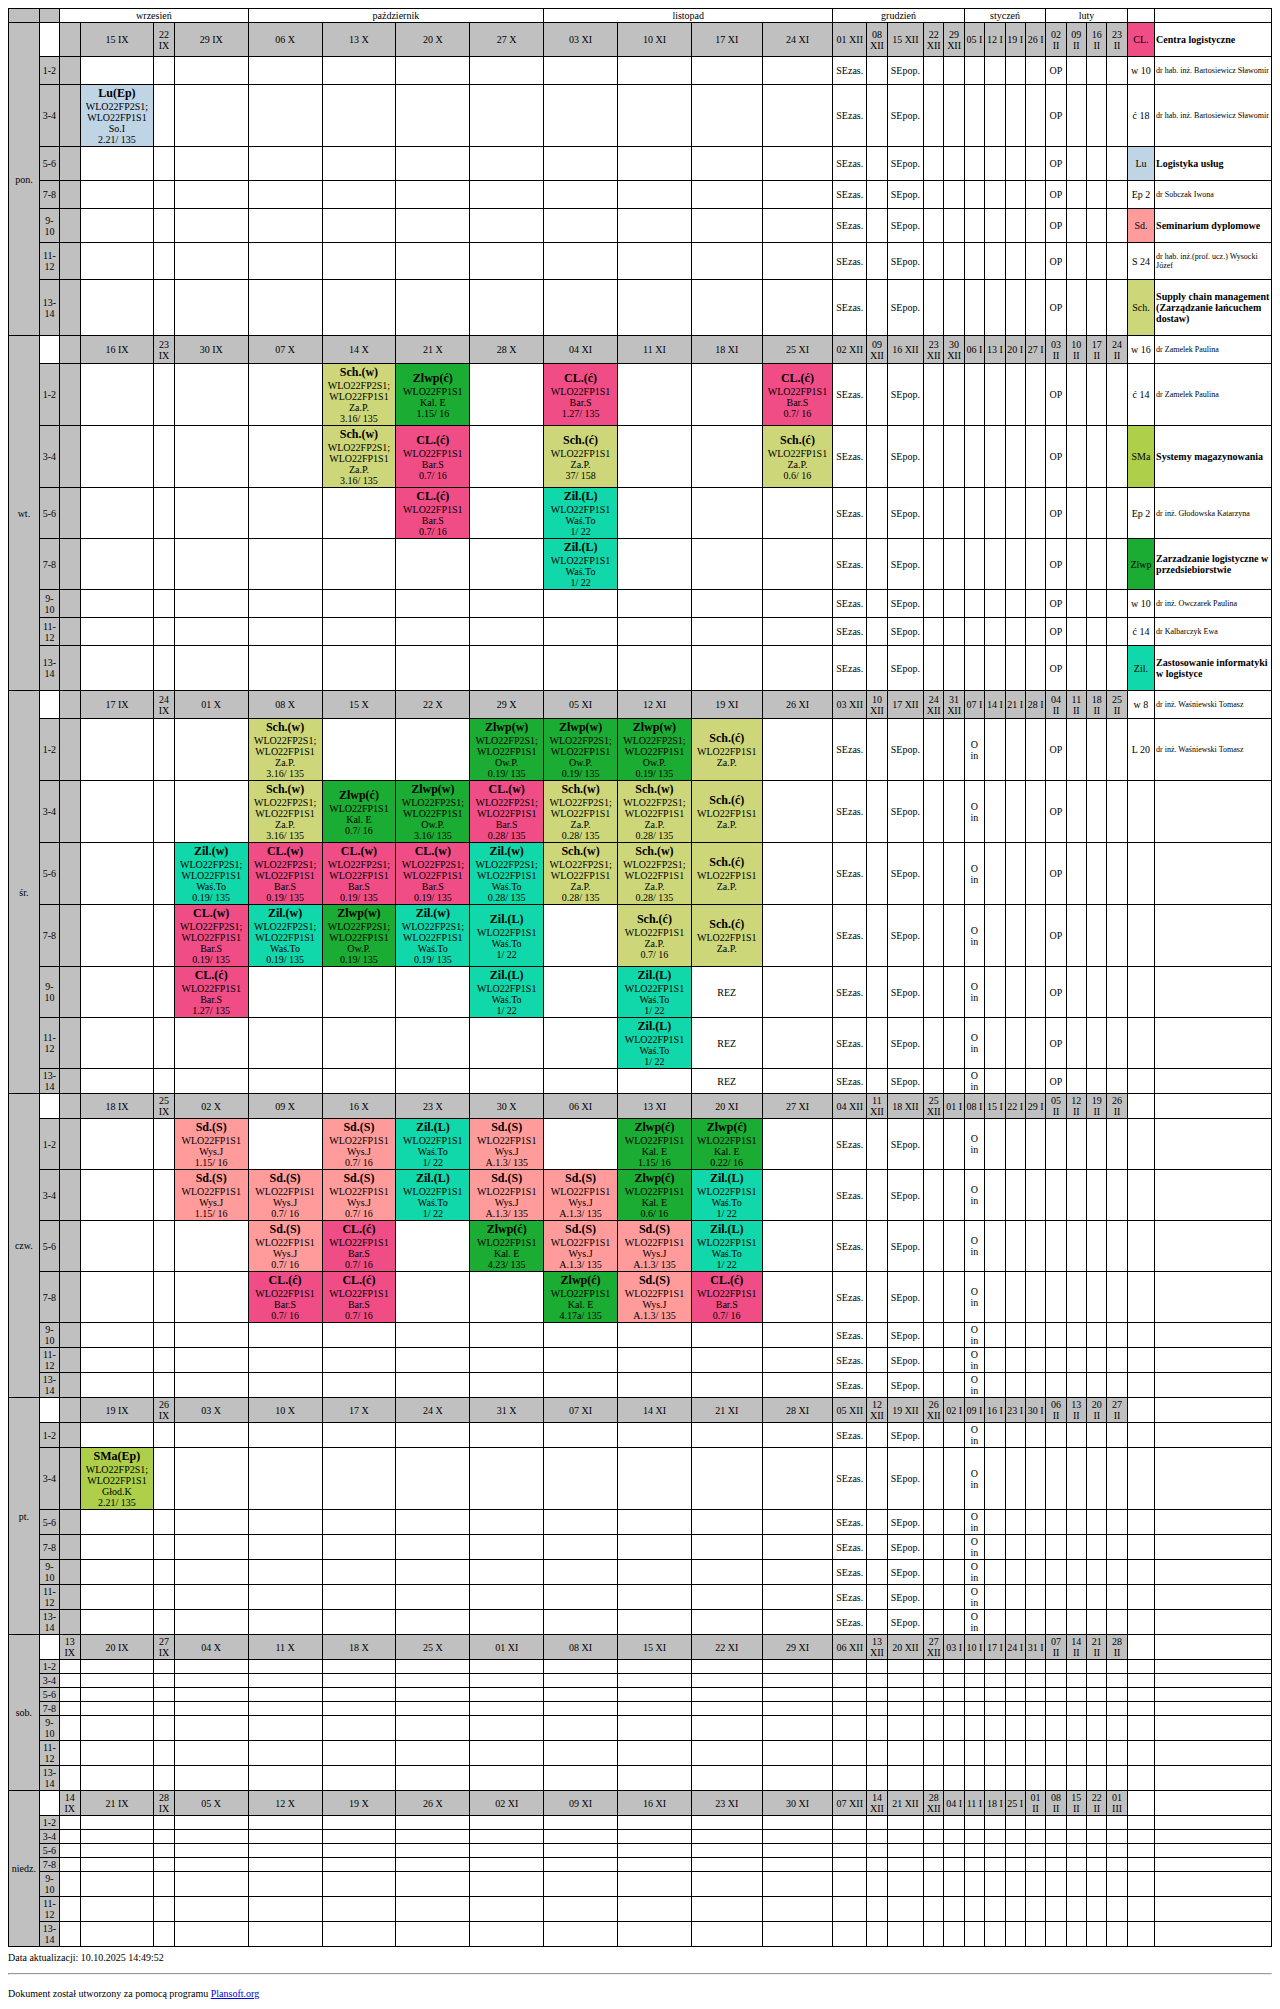 wrzesień październik listopad grudzień styczeń luty
pon. 15 IX 22 IX 29 IX 06 X 13 X 20 X 27 X 03 XI 10 XI 17 XI 24 XI 01 XII 08 XII 15 XII 22 XII 29 XII 05 I 12 I 19 I 26 I 02 II 09 II 16 II 23 II CL. Centra logistyczne
1-2 SEzas. SEpop. OP w 10 dr hab. inż. Bartosiewicz Sławomir
3-4 Lu(Ep) WLO22FP2S1; WLO22FP1S1 So.I 2.21/ 135 SEzas. SEpop. OP ć 18 dr hab. inż. Bartosiewicz Sławomir
5-6 SEzas. SEpop. OP Lu Logistyka usług
7-8 SEzas. SEpop. OP Ep 2 dr Sobczak Iwona
9-10 SEzas. SEpop. OP Sd. Seminarium dyplomowe
11-12 SEzas. SEpop. OP S 24 dr hab. inż.(prof. ucz.) Wysocki Józef
13-14 SEzas. SEpop. OP Sch. Supply chain management (Zarządzanie łańcuchem dostaw)
wt. 16 IX 23 IX 30 IX 07 X 14 X 21 X 28 X 04 XI 11 XI 18 XI 25 XI 02 XII 09 XII 16 XII 23 XII 30 XII 06 I 13 I 20 I 27 I 03 II 10 II 17 II 24 II w 16 dr Zamelek Paulina
1-2 Sch.(w) WLO22FP2S1; WLO22FP1S1 Za.P. 3.16/ 135 Zlwp(ć) WLO22FP1S1 Kal. E 1.15/ 16 CL.(ć) WLO22FP1S1 Bar.S 1.27/ 135 CL.(ć) WLO22FP1S1 Bar.S 0.7/ 16 SEzas. SEpop. OP ć 14 dr Zamelek Paulina
3-4 Sch.(w) WLO22FP2S1; WLO22FP1S1 Za.P. 3.16/ 135 CL.(ć) WLO22FP1S1 Bar.S 0.7/ 16 Sch.(ć) WLO22FP1S1 Za.P. 37/ 158 Sch.(ć) WLO22FP1S1 Za.P. 0.6/ 16 SEzas. SEpop. OP SMa Systemy magazynowania
5-6 CL.(ć) WLO22FP1S1 Bar.S 0.7/ 16 Zil.(L) WLO22FP1S1 Waś.To 1/ 22 SEzas. SEpop. OP Ep 2 dr inż. Głodowska Katarzyna
7-8 Zil.(L) WLO22FP1S1 Waś.To 1/ 22 SEzas. SEpop. OP Zlwp Zarzadzanie logistyczne w przedsiebiorstwie
9-10 SEzas. SEpop. OP w 10 dr inż. Owczarek Paulina
11-12 SEzas. SEpop. OP ć 14 dr Kalbarczyk Ewa
13-14 SEzas. SEpop. OP Zil. Zastosowanie informatyki w logistyce
śr. 17 IX 24 IX 01 X 08 X 15 X 22 X 29 X 05 XI 12 XI 19 XI 26 XI 03 XII 10 XII 17 XII 24 XII 31 XII 07 I 14 I 21 I 28 I 04 II 11 II 18 II 25 II w 8 dr inż. Waśniewski Tomasz
1-2 Sch.(w) WLO22FP2S1; WLO22FP1S1 Za.P. 3.16/ 135 Zlwp(w) WLO22FP2S1; WLO22FP1S1 Ow.P. 0.19/ 135 Zlwp(w) WLO22FP2S1; WLO22FP1S1 Ow.P. 0.19/ 135 Zlwp(w) WLO22FP2S1; WLO22FP1S1 Ow.P. 0.19/ 135 Sch.(ć) WLO22FP1S1 Za.P. SEzas. SEpop. O in OP L 20 dr inż. Waśniewski Tomasz
3-4 Sch.(w) WLO22FP2S1; WLO22FP1S1 Za.P. 3.16/ 135 Zlwp(ć) WLO22FP1S1 Kal. E 0.7/ 16 Zlwp(w) WLO22FP2S1; WLO22FP1S1 Ow.P. 3.16/ 135 CL.(w) WLO22FP2S1; WLO22FP1S1 Bar.S 0.28/ 135 Sch.(w) WLO22FP2S1; WLO22FP1S1 Za.P. 0.28/ 135 Sch.(w) WLO22FP2S1; WLO22FP1S1 Za.P. 0.28/ 135 Sch.(ć) WLO22FP1S1 Za.P. SEzas. SEpop. O in OP
5-6 Zil.(w) WLO22FP2S1; WLO22FP1S1 Waś.To 0.19/ 135 CL.(w) WLO22FP2S1; WLO22FP1S1 Bar.S 0.19/ 135 CL.(w) WLO22FP2S1; WLO22FP1S1 Bar.S 0.19/ 135 CL.(w) WLO22FP2S1; WLO22FP1S1 Bar.S 0.19/ 135 Zil.(w) WLO22FP2S1; WLO22FP1S1 Waś.To 0.28/ 135 Sch.(w) WLO22FP2S1; WLO22FP1S1 Za.P. 0.28/ 135 Sch.(w) WLO22FP2S1; WLO22FP1S1 Za.P. 0.28/ 135 Sch.(ć) WLO22FP1S1 Za.P. SEzas. SEpop. O in OP
7-8 CL.(w) WLO22FP2S1; WLO22FP1S1 Bar.S 0.19/ 135 Zil.(w) WLO22FP2S1; WLO22FP1S1 Waś.To 0.19/ 135 Zlwp(w) WLO22FP2S1; WLO22FP1S1 Ow.P. 0.19/ 135 Zil.(w) WLO22FP2S1; WLO22FP1S1 Waś.To 0.19/ 135 Zil.(L) WLO22FP1S1 Waś.To 1/ 22 Sch.(ć) WLO22FP1S1 Za.P. 0.7/ 16 Sch.(ć) WLO22FP1S1 Za.P. SEzas. SEpop. O in OP
9-10 CL.(ć) WLO22FP1S1 Bar.S 1.27/ 135 Zil.(L) WLO22FP1S1 Waś.To 1/ 22 Zil.(L) WLO22FP1S1 Waś.To 1/ 22 REZ SEzas. SEpop. O in OP
11-12 Zil.(L) WLO22FP1S1 Waś.To 1/ 22 REZ SEzas. SEpop. O in OP
13-14 REZ SEzas. SEpop. O in OP
czw. 18 IX 25 IX 02 X 09 X 16 X 23 X 30 X 06 XI 13 XI 20 XI 27 XI 04 XII 11 XII 18 XII 25 XII 01 I 08 I 15 I 22 I 29 I 05 II 12 II 19 II 26 II
1-2 Sd.(S) WLO22FP1S1 Wys.J 1.15/ 16 Sd.(S) WLO22FP1S1 Wys.J 0.7/ 16 Zil.(L) WLO22FP1S1 Waś.To 1/ 22 Sd.(S) WLO22FP1S1 Wys.J A.1.3/ 135 Zlwp(ć) WLO22FP1S1 Kal. E 1.15/ 16 Zlwp(ć) WLO22FP1S1 Kal. E 0.22/ 16 SEzas. SEpop. O in
3-4 Sd.(S) WLO22FP1S1 Wys.J 1.15/ 16 Sd.(S) WLO22FP1S1 Wys.J 0.7/ 16 Sd.(S) WLO22FP1S1 Wys.J 0.7/ 16 Zil.(L) WLO22FP1S1 Waś.To 1/ 22 Sd.(S) WLO22FP1S1 Wys.J A.1.3/ 135 Sd.(S) WLO22FP1S1 Wys.J A.1.3/ 135 Zlwp(ć) WLO22FP1S1 Kal. E 0.6/ 16 Zil.(L) WLO22FP1S1 Waś.To 1/ 22 SEzas. SEpop. O in
5-6 Sd.(S) WLO22FP1S1 Wys.J 0.7/ 16 CL.(ć) WLO22FP1S1 Bar.S 0.7/ 16 Zlwp(ć) WLO22FP1S1 Kal. E 4.23/ 135 Sd.(S) WLO22FP1S1 Wys.J A.1.3/ 135 Sd.(S) WLO22FP1S1 Wys.J A.1.3/ 135 Zil.(L) WLO22FP1S1 Waś.To 1/ 22 SEzas. SEpop. O in
7-8 CL.(ć) WLO22FP1S1 Bar.S 0.7/ 16 CL.(ć) WLO22FP1S1 Bar.S 0.7/ 16 Zlwp(ć) WLO22FP1S1 Kal. E 4.17a/ 135 Sd.(S) WLO22FP1S1 Wys.J A.1.3/ 135 CL.(ć) WLO22FP1S1 Bar.S 0.7/ 16 SEzas. SEpop. O in
9-10 SEzas. SEpop. O in
11-12 SEzas. SEpop. O in
13-14 SEzas. SEpop. O in
pt. 19 IX 26 IX 03 X 10 X 17 X 24 X 31 X 07 XI 14 XI 21 XI 28 XI 05 XII 12 XII 19 XII 26 XII 02 I 09 I 16 I 23 I 30 I 06 II 13 II 20 II 27 II
1-2 SEzas. SEpop. O in
3-4 SMa(Ep) WLO22FP2S1; WLO22FP1S1 Głod.K 2.21/ 135 SEzas. SEpop. O in
5-6 SEzas. SEpop. O in
7-8 SEzas. SEpop. O in
9-10 SEzas. SEpop. O in
11-12 SEzas. SEpop. O in
13-14 SEzas. SEpop. O in
sob. 13 IX 20 IX 27 IX 04 X 11 X 18 X 25 X 01 XI 08 XI 15 XI 22 XI 29 XI 06 XII 13 XII 20 XII 27 XII 03 I 10 I 17 I 24 I 31 I 07 II 14 II 21 II 28 II
1-2
3-4
5-6
7-8
9-10
11-12
13-14
niedz. 14 IX 21 IX 28 IX 05 X 12 X 19 X 26 X 02 XI 09 XI 16 XI 23 XI 30 XI 07 XII 14 XII 21 XII 28 XII 04 I 11 I 18 I 25 I 01 II 08 II 15 II 22 II 01 III
1-2
3-4
5-6
7-8
9-10
11-12
13-14
Data aktualizacji: 10.10.2025 14:49:52
Dokument został utworzony za pomocą programu Plansoft.org